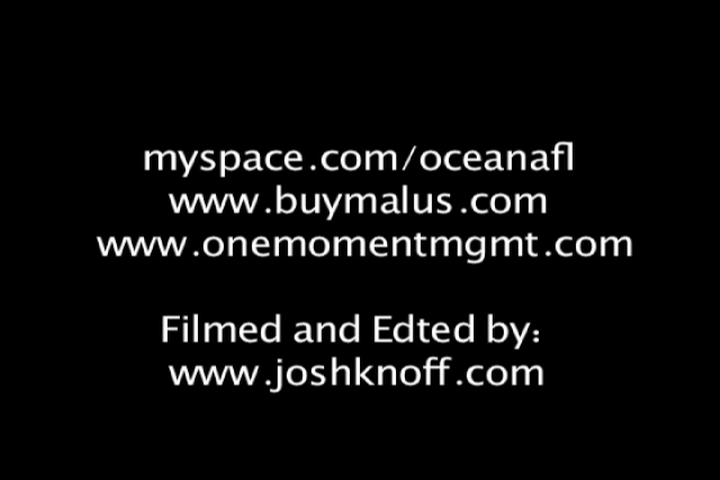 myspace.com/oceanafl
www.buymalus.com
www.onemomentmgmt.com
Filmed and Edted by:
www.joshknoff.com